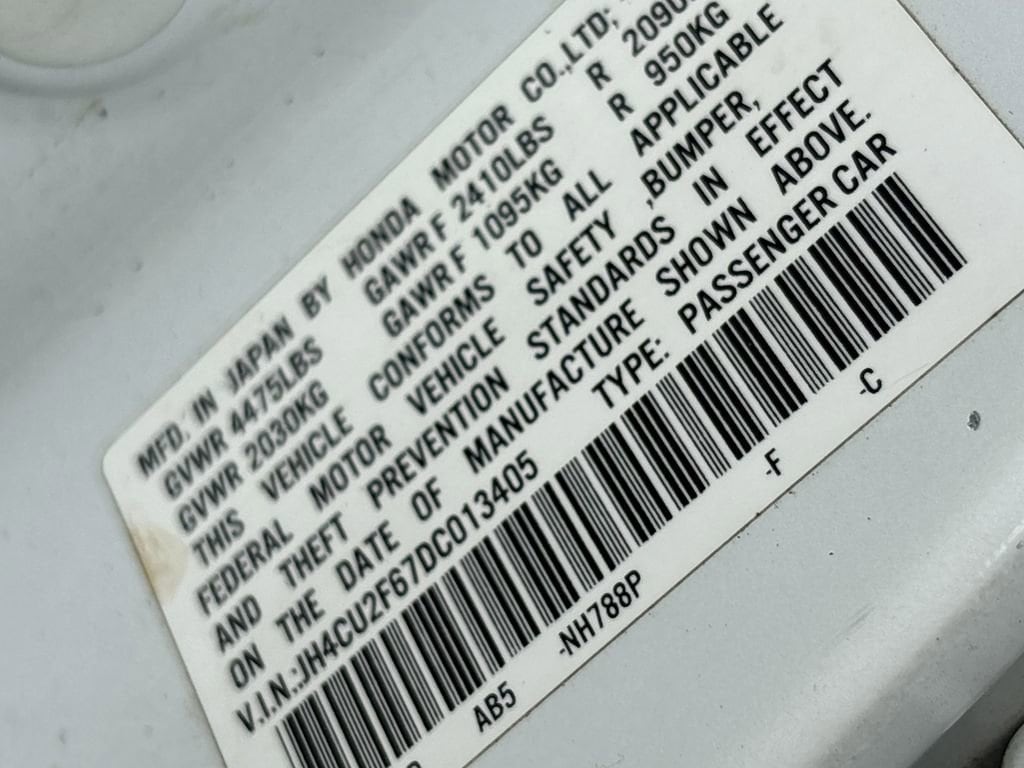 MFD. IN JAPAN BY HONDA MOTOR CO.,LTD;
GVWR 4475LBS GAWR F 2410LBS R 2090
GVWR 2030KG GAWR F 1095KG R 950KG
THIS VEHICLE CONFORMS TO ALL APPLICABLE
FEDERAL MOTOR VEHICLE SAFETY ,BUMPER,
AND THEFT PREVENTION STANDARDS IN EFFECT
ON THE DATE OF MANUFACTURE SHOWN ABOVE.
V.I.N.:JH4CU2F67DC013405 TYPE: PASSENGER CAR
AB5 -NH788P -F -C